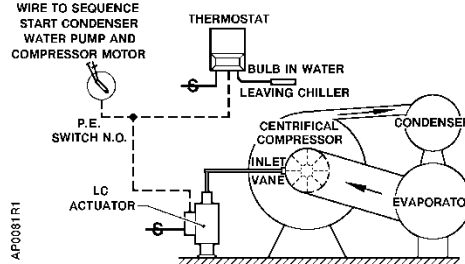 WIRE TO SEQUENCE
START CONDENSER
WATER PUMP AND
COMPRESSOR MOTOR
THERMOSTAT
S
BULB IN WATER
LEAVING CHILLER
P.E.
SWITCH N.O.
CENTRIFICAL
COMPRESSOR
CONDENSER
INLET
VANE
LC
ACTUATOR
EVAPORATO
S
AP0081R1